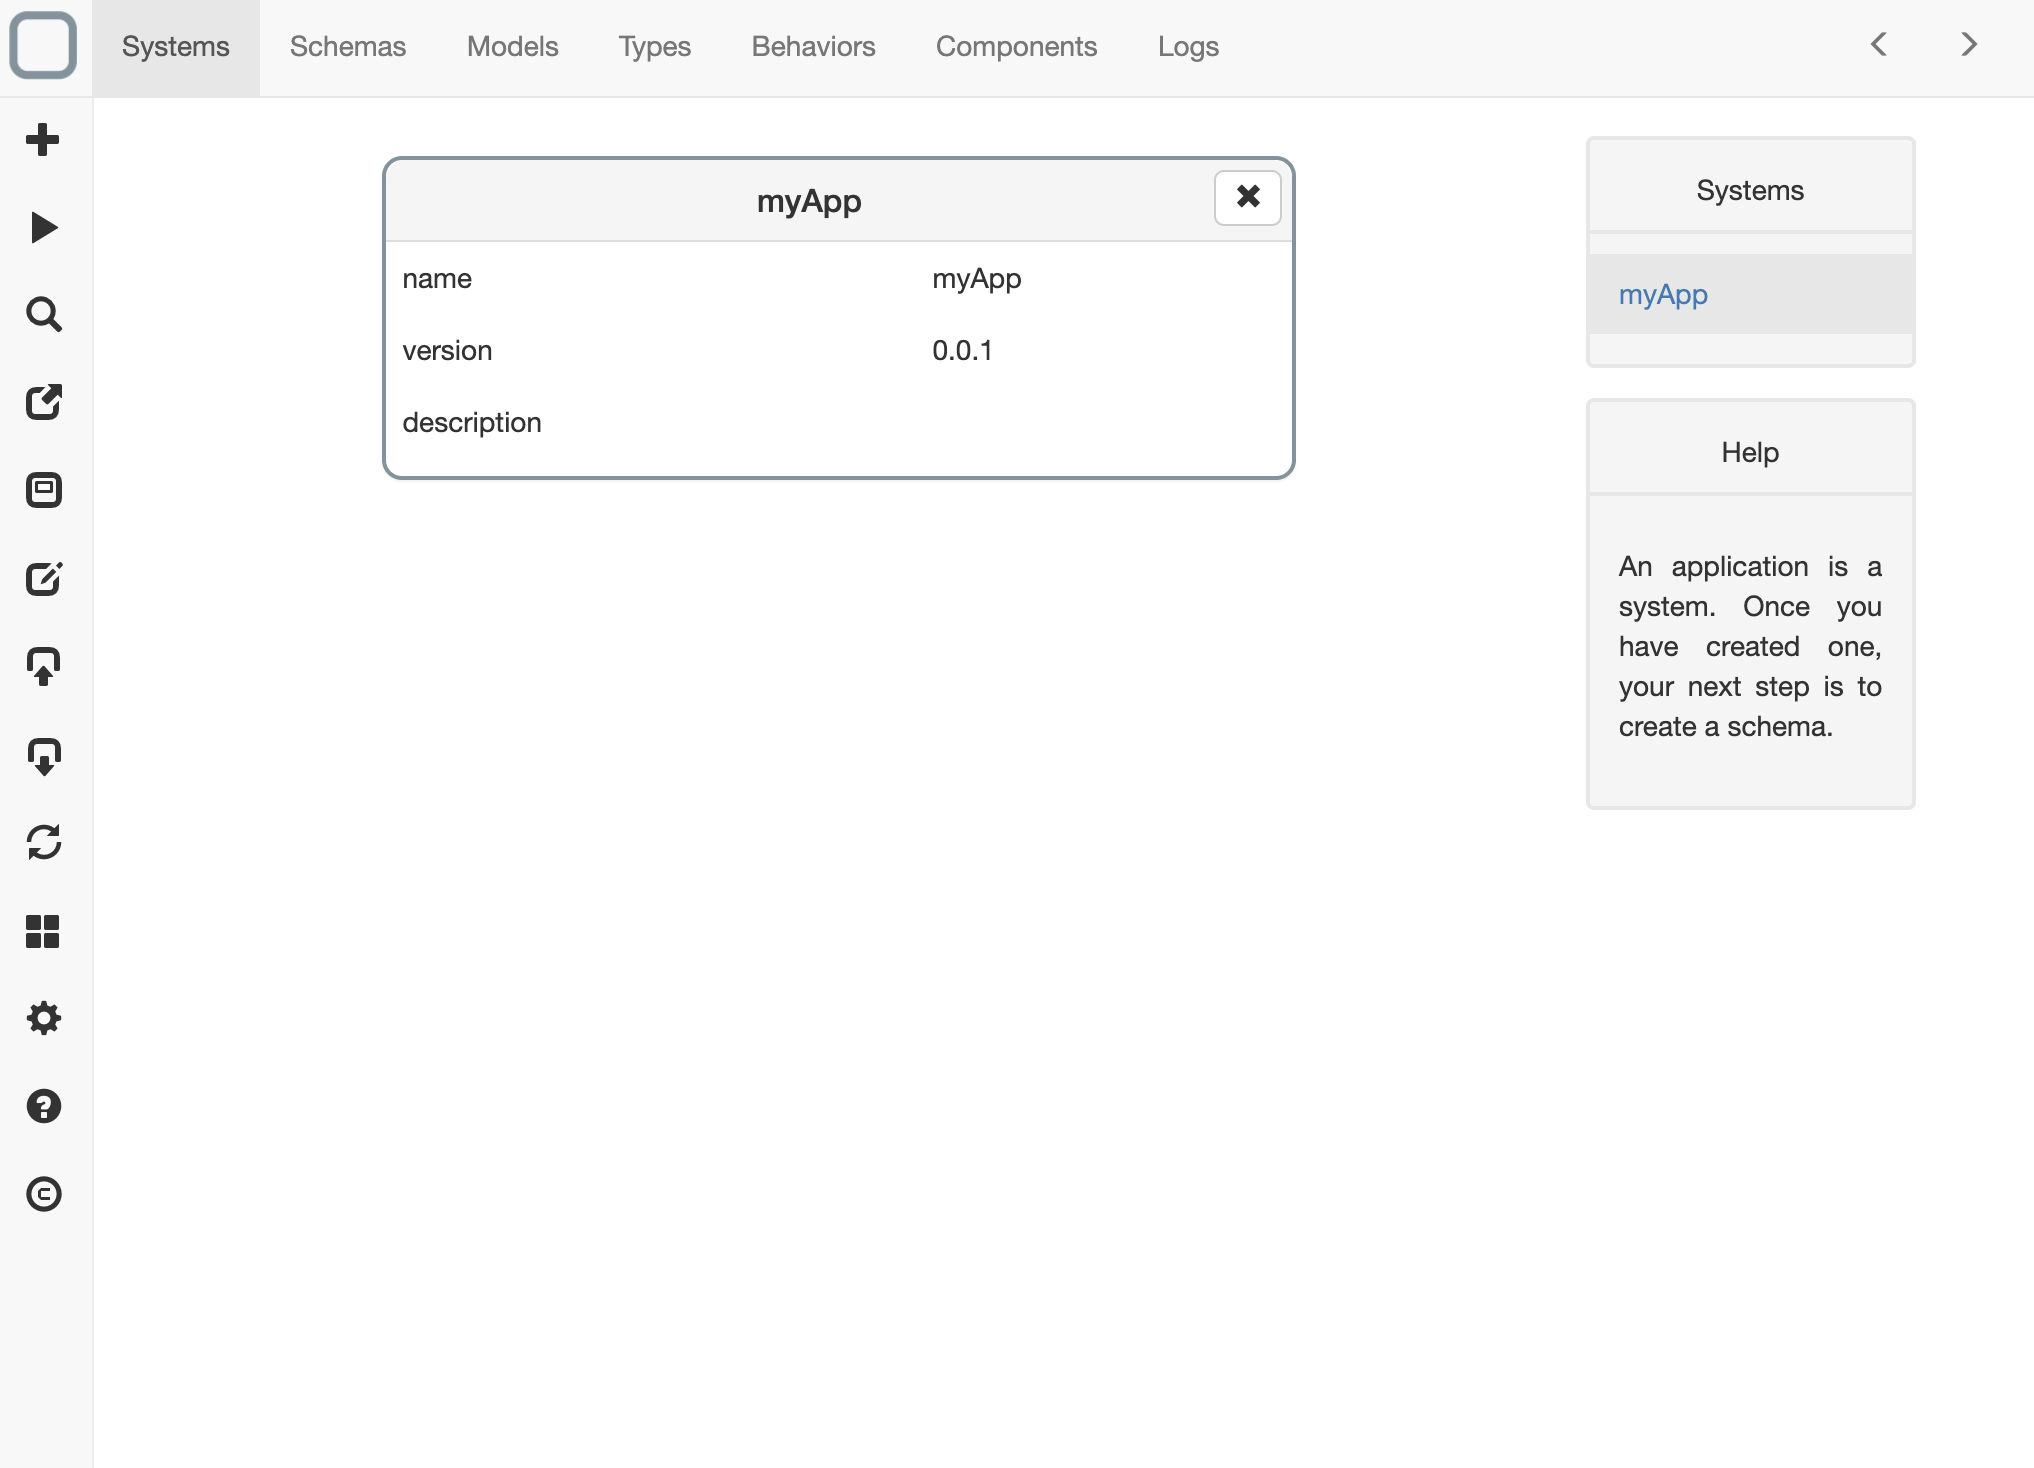 Systems Schemas Models Types Behaviors Components Logs
myApp
name myApp
version 0.0.1
description
Systems
myApp
Help
An application is a
system. Once you
have created one,
your next step is to
create a schema.